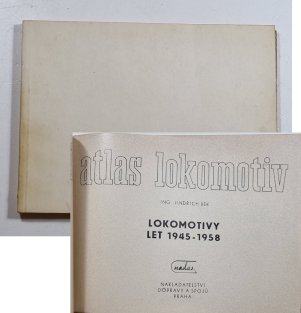 atlas lokomotiv
ING. JINDŘICH BEK
LOKOMOTIVY
LET 1945-1958
nadas
NAKLADATELSTVÍ
DOPRAVY A SPOJŮ
PRAHA